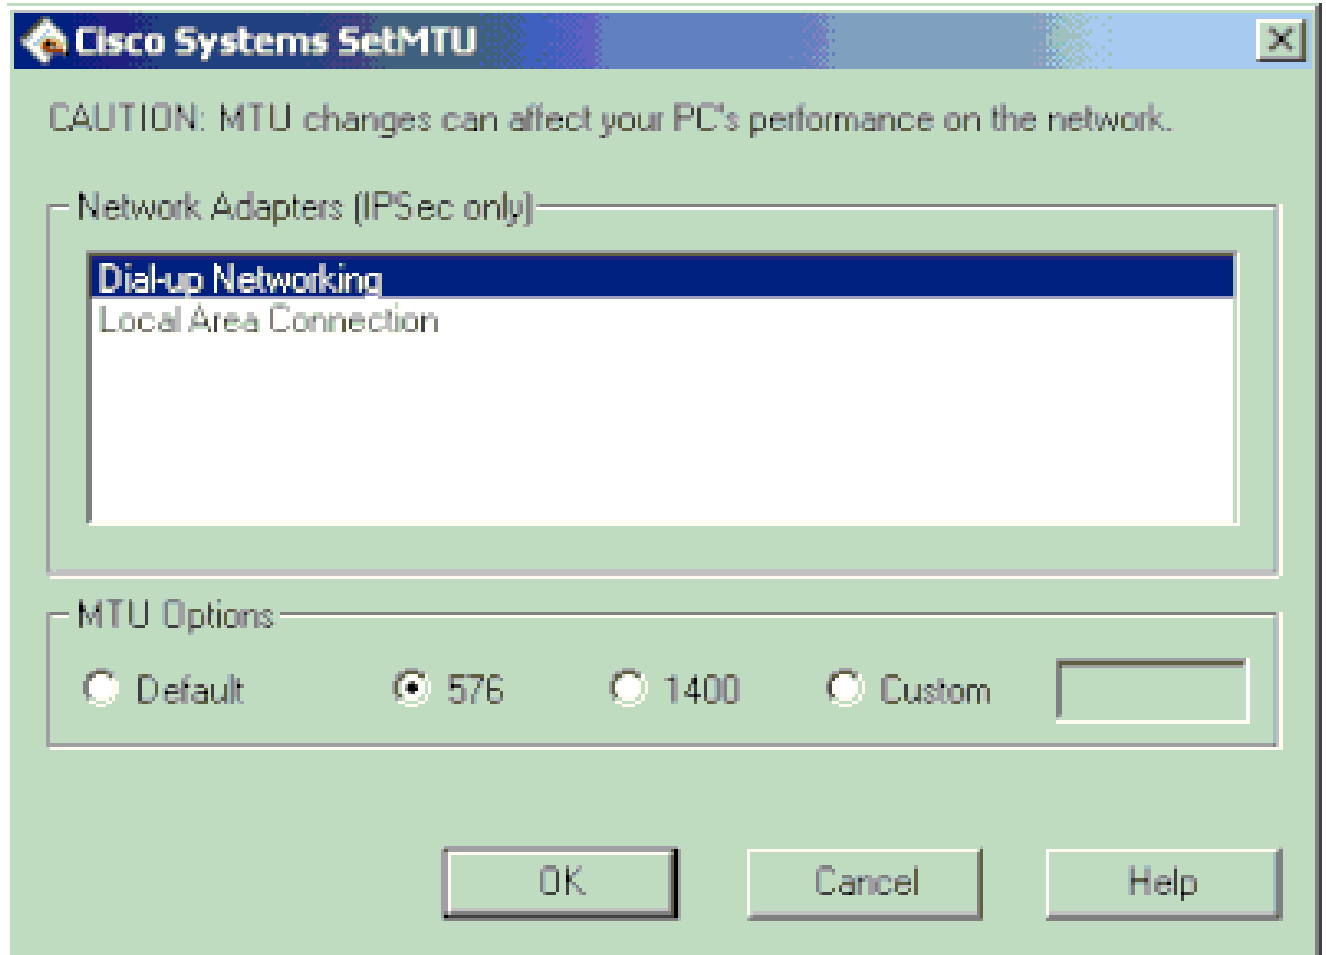 Cisco Systems SetMTU
CAUTION: MTU changes can affect your PC's performance on the network.
Network Adapters (IPSec only)
Dial-up Networking
Local Area Connection
MTU Options
Default 576 1400 Custom
OK Cancel Help